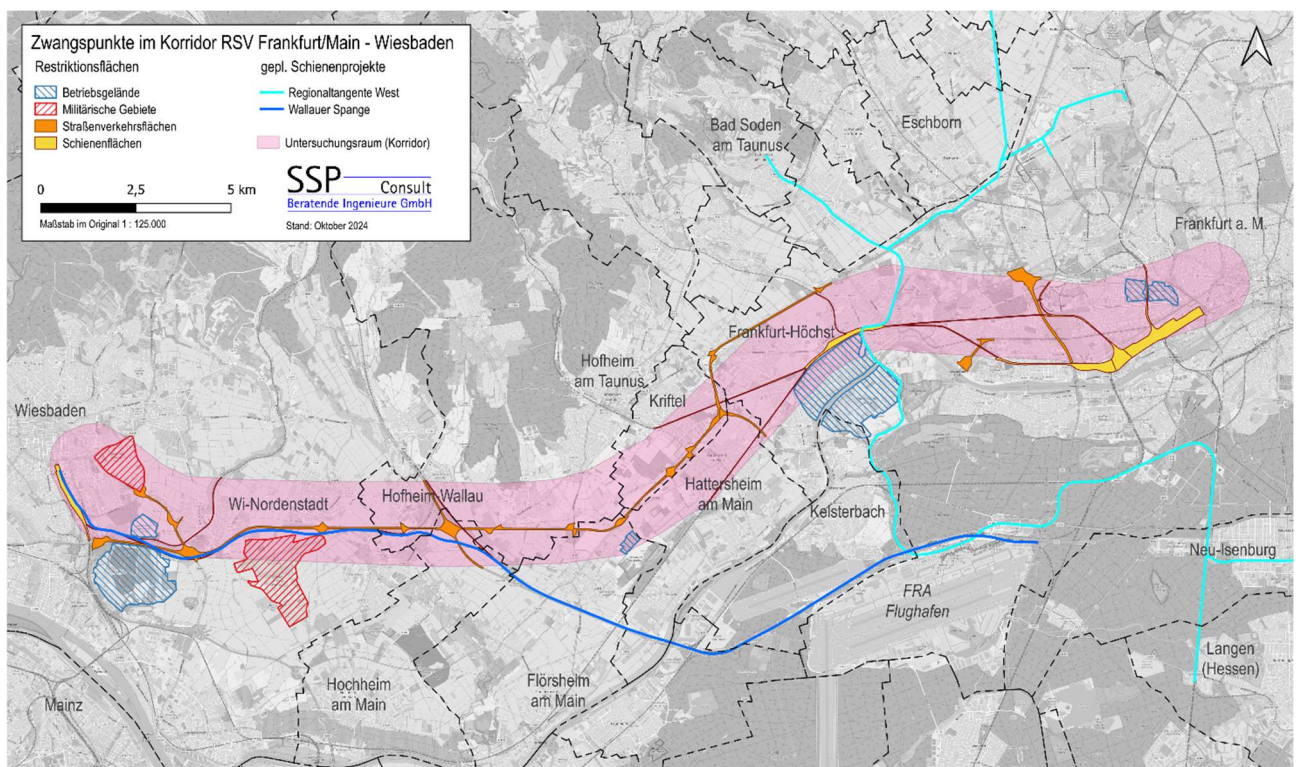 Zwangspunkte im Korridor RSV Frankfurt/Main - Wiesbaden
Restriktionsflächen
Betriebsgelände
Militärische Gebiete
Straßenverkehrsflächen
Schienenflächen
gepl. Schienenprojekte
Regionaltangente West
Wallauer Spange
Untersuchungsraum (Korridor)
0 2,5 5 km
Maßstab im Original 1 : 125.000
SSP Consult
Beratende Ingenieure GmbH
Stand: Oktober 2024
Eschborn
Bad Soden
am Taunus
Frankfurt a. M.
Frankfurt-Höchst
Hofheim
am Taunus
Kriftel
Wiesbaden
Wi-Nordenstadt
Hofheim-Wallau
Hattersheim
am Main
Kelsterbach
Neu-Isenburg
FRA
Flughafen
Langen
(Hessen)
Hochheim
am Main
Flörsheim
am Main
Mainz